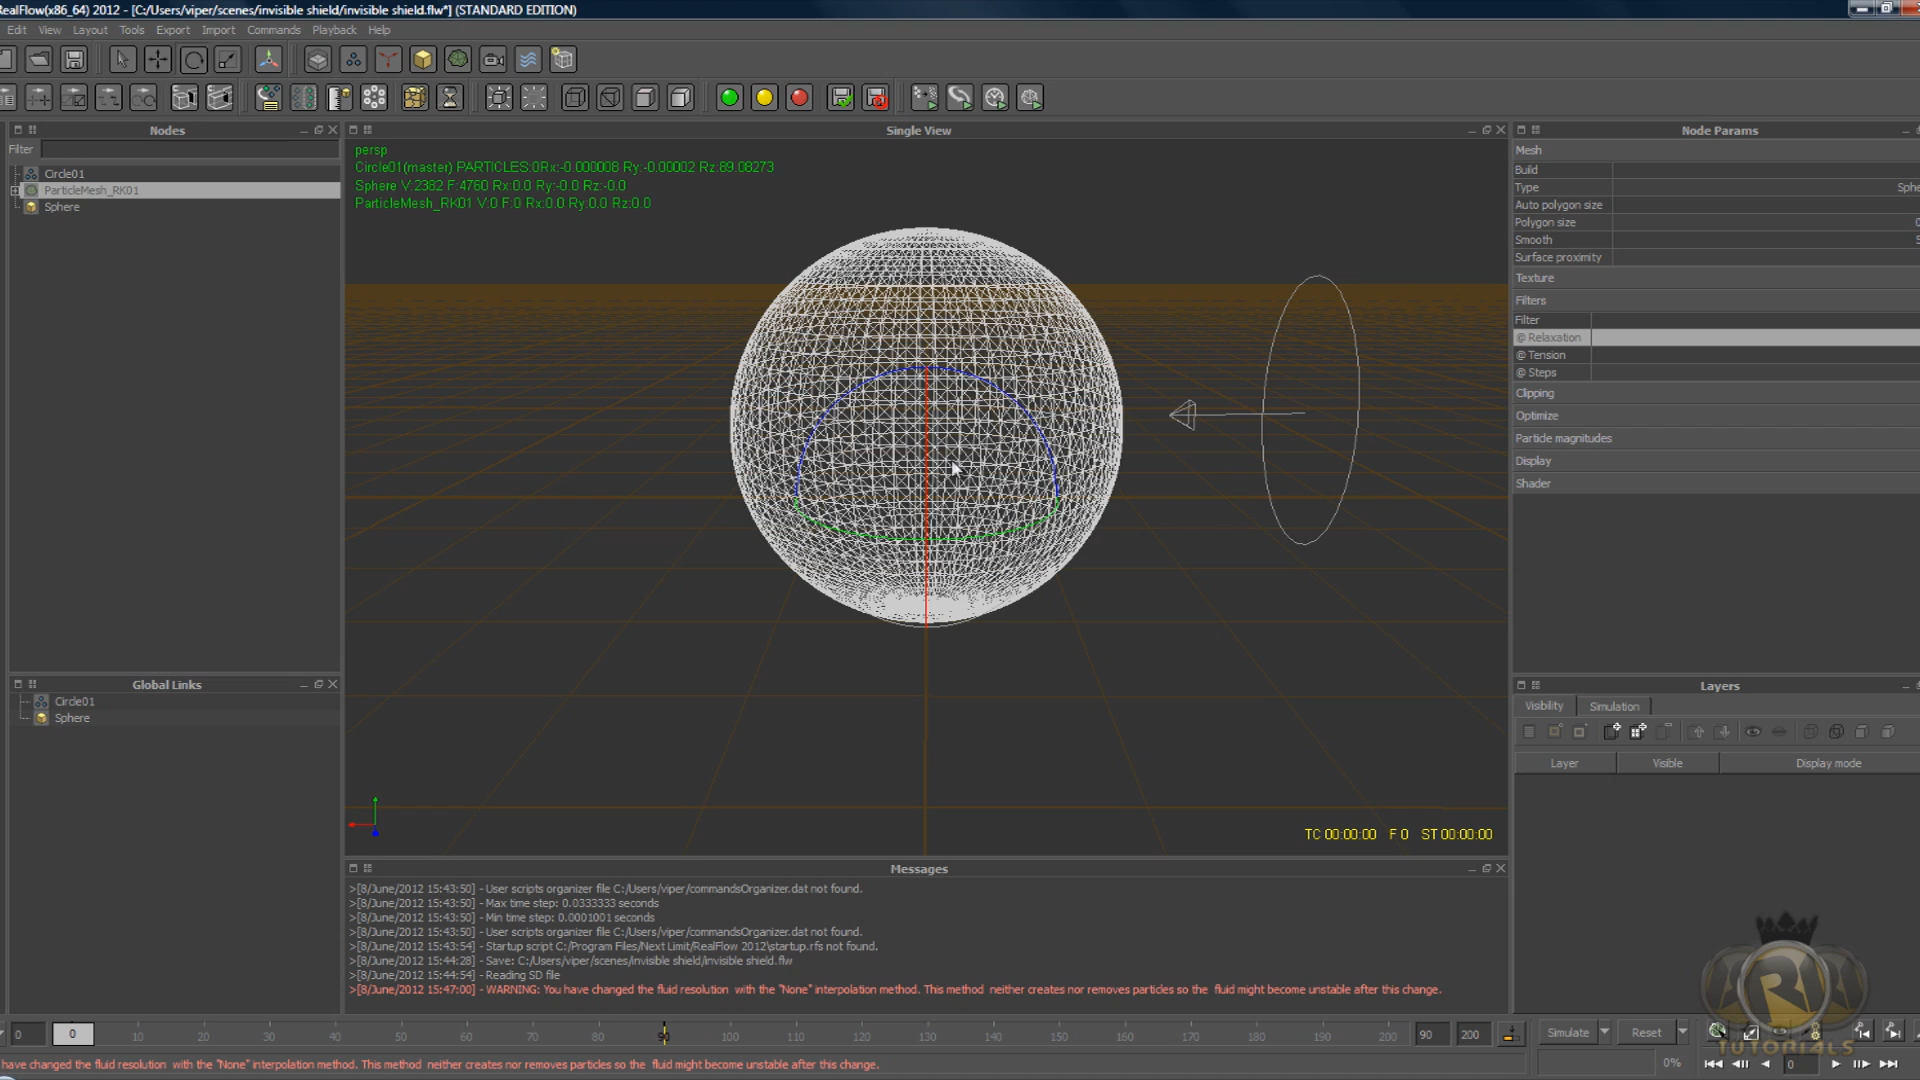 RealFlow(x86_64) 2012 - [C:/Users/viper/scenes/invisible shield/invisible shield.flw*] (STANDARD EDITION)
Edit View Layout Tools Export Import Commands Playback Help
Nodes
Filter
Circle01
ParticleMesh_RK01
Sphere
Single View
persp
Circle01(master) PARTICLES:0Rx:-0.000008 Ry:-0.00002 Rz:89.08273
Sphere V:2382 F:4760 Rx:0.0 Ry:-0.0 Rz:-0.0
ParticleMesh_RK01 V:0 F:0 Rx:0.0 Ry:0.0 Rz:0.0
TC 00:00:00 F 0 ST 00:00:00
Node Params
Mesh
Build
Type Sphe
Auto polygon size
Polygon size 0
Smooth 5
Surface proximity
Texture
Filters
Filter
@ Relaxation
@ Tension
@ Steps
Clipping
Optimize
Particle magnitudes
Display
Shader
Global Links
Circle01
Sphere
Layers
Visibility Simulation
Layer Visible Display mode
Messages
>[8/June/2012 15:43:50] - User scripts organizer file C:/Users/viper/commandsOrganizer.dat not found.
>[8/June/2012 15:43:50] - Max time step: 0.0333333 seconds
>[8/June/2012 15:43:50] - Min time step: 0.0001001 seconds
>[8/June/2012 15:43:50] - User scripts organizer file C:/Users/viper/commandsOrganizer.dat not found.
>[8/June/2012 15:43:54] - Startup script C:/Program Files/Next Limit/RealFlow 2012\startup.rfs not found.
>[8/June/2012 15:44:28] - Save: C:/Users/viper/scenes/invisible shield/invisible shield.flw
>[8/June/2012 15:44:54] - Reading SD file
>[8/June/2012 15:47:00] - WARNING: You have changed the fluid resolution with the "None" interpolation method. This method neither creates nor removes particles so the fluid might become unstable after this change.
0 0 10 20 30 40 50 60 70 80 90 100 110 120 130 140 150 160 170 180 190 200 90 200
Simulate Reset
have changed the fluid resolution with the "None" interpolation method. This method neither creates nor removes particles so the fluid might become unstable after this change.
0% 0
R
TUTORIALS